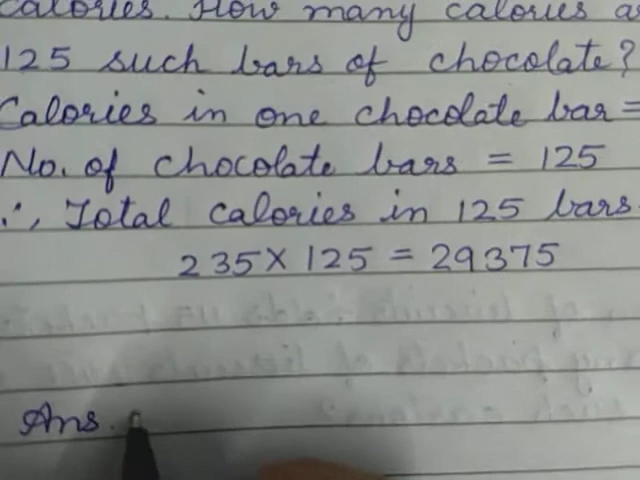 calories. How many calories a
125 such bars of chocolate?
Calories in one chocolate bar =
No. of chocolate bars = 125
∴, Total calories in 125 bars
235 × 125 = 29375
Ans.